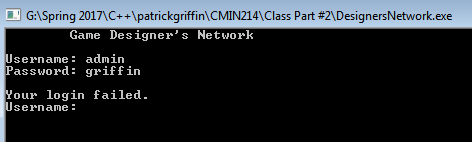 G:\Spring 2017\C++\patrickgriffin\CMIN214\Class Part #2\DesignersNetwork.exe
Game Designer's Network
Username: admin
Password: griffin
Your login failed.
Username: